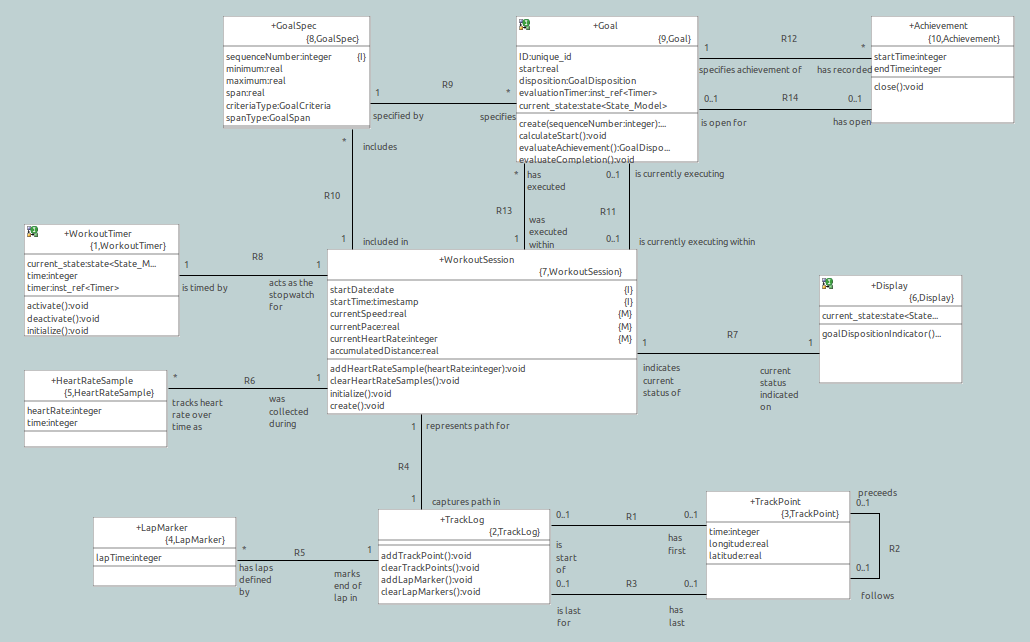 +GoalSpec
{8,GoalSpec}
sequenceNumber:integer {I}
minimum:real
maximum:real
span:real
criteriaType:GoalCriteria
spanType:GoalSpan
+Goal
{9,Goal}
ID:unique_id
start:real
disposition:GoalDisposition
evaluationTimer:inst_ref<Timer>
current_state:state<State_Model>
create(sequenceNumber:integer):...
calculateStart():void
evaluateAchievement():GoalDispo...
evaluateCompletion():void
+Achievement
{10,Achievement}
startTime:integer
endTime:integer
close():void
1 R12 *
specifies achievement of has recorded
0..1 R14 0..1
is open for has open
1 R9 *
specified by specifies
*
includes
R10
1 included in
* has
executed
R13
was
executed
within
1
0..1 is currently executing
R11
0..1 is currently executing within
+WorkoutTimer
{1,WorkoutTimer}
current_state:state<State_M...
time:integer
timer:inst_ref<Timer>
activate():void
deactivate():void
initialize():void
1 R8 1
is timed by
acts as the
stopwatch
for
+WorkoutSession
{7,WorkoutSession}
startDate:date {I}
startTime:timestamp {I}
currentSpeed:real {M}
currentPace:real {M}
currentHeartRate:integer {M}
accumulatedDistance:real
addHeartRateSample(heartRate:integer):void
clearHeartRateSamples():void
initialize():void
create():void
+Display
{6,Display}
current_state:state<State...
goalDispositionIndicator()...
1 R7 1
indicates
current
status of
current
status
indicated
on
+HeartRateSample
{5,HeartRateSample}
heartRate:integer
time:integer
* R6 1
tracks heart
rate over
time as
was
collected
during
1 represents path for
R4
1 captures path in
+TrackLog
{2,TrackLog}
addTrackPoint():void
clearTrackPoints():void
addLapMarker():void
clearLapMarkers():void
+LapMarker
{4,LapMarker}
lapTime:integer
* R5 1
has laps
defined
by
marks
end of
lap in
0..1 R1 0..1
is
start
of
has
first
0..1 R3 0..1
is last
for
has
last
+TrackPoint
{3,TrackPoint}
time:integer
longitude:real
latitude:real
preceeds
0..1
R2
0..1
follows